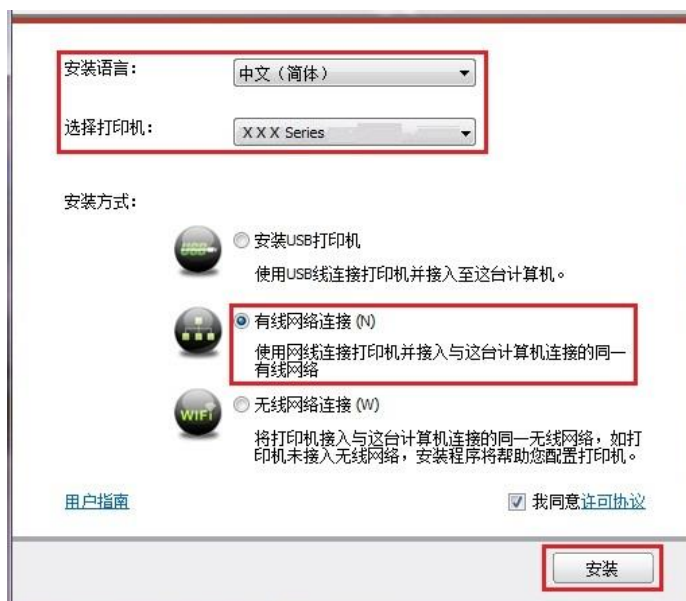 安装语言：
中文（简体）
选择打印机：
XXX Series
安装方式：
USB
安装USB打印机
使用USB线连接打印机并接入至这台计算机。
有线网络连接 (N)
使用网线连接打印机并接入与这台计算机连接的同一
有线网络
WIFI
无线网络连接 (W)
将打印机接入与这台计算机连接的同一无线网络，如打
印机未接入无线网络，安装程序将帮助您配置打印机。
用户指南
我同意许可协议
安装